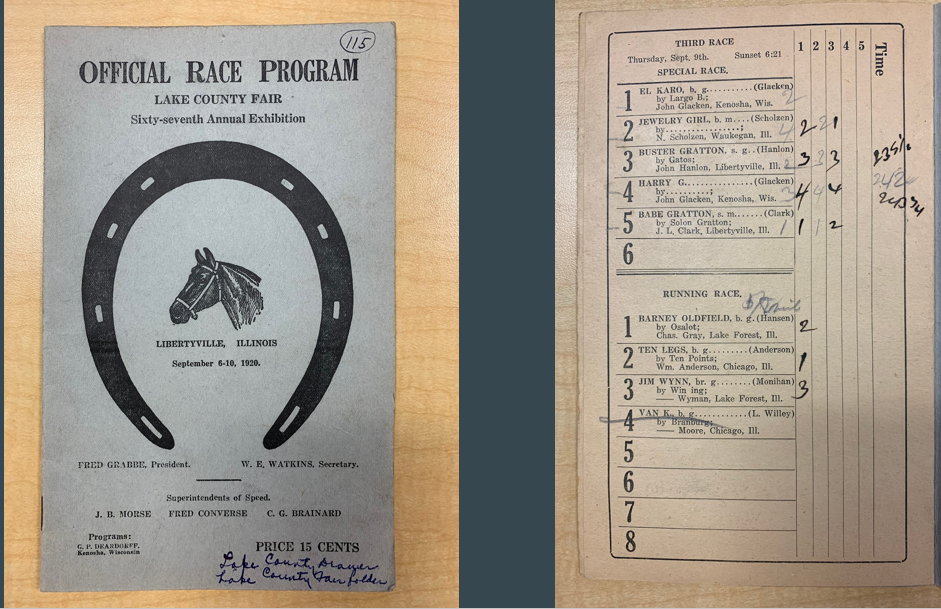 115
OFFICIAL RACE PROGRAM
LAKE COUNTY FAIR
Sixty-seventh Annual Exhibition
LIBERTYVILLE, ILLINOIS
September 6-10, 1920.
FRED GRABBE, President. W. E. WATKINS, Secretary.
Superintendents of Speed.
J. B. MORSE FRED CONVERSE C. G. BRAINARD
Programs:
G. P. DEARDORFF,
Kenosha, Wisconsin
PRICE 15 CENTS
Lake County Drawer
Lake County Fair folder
THIRD RACE
Thursday, Sept. 9th. Sunset 6:21
SPECIAL RACE.
1 2 3 4 5 Time
1 EL KARO, b. g..........(Glacken)
by Largo B.;
John Glacken, Kenosha, Wis. 2
2 JEWELRY GIRL, b. m....(Scholzen) 2 2 1
by................;
N. Scholzen, Waukegan, Ill. 4
3 BUSTER GRATTON, s. g..(Hanlon) 3 3 3
by Gatos;
John Hanlon, Libertyville, Ill.
4 HARRY G...............(Glacken) 4 4 4
by.........;
John Glacken, Kenosha, Wis.
5 BABE GRATTON, s. m.......(Clark) 1 1 2
by Solon Gratton;
J. L. Clark, Libertyville, Ill. 1
6
RUNNING RACE.
1 BARNEY OLDFIELD, b. g.(Hansen) 2
by Osalot;
Chas. Gray, Lake Forest, Ill.
2 TEN LEGS, b. g.........(Anderson) 1
by Ten Points;
Wm. Anderson, Chicago, Ill.
3 JIM WYNN, br. g........(Monihan) 3
by Win ing;
—— Wyman, Lake Forest, Ill.
4 VAN K., b. g............(L. Willey)
by Branburg;
—— Moore, Chicago, Ill.
5
6
7
8